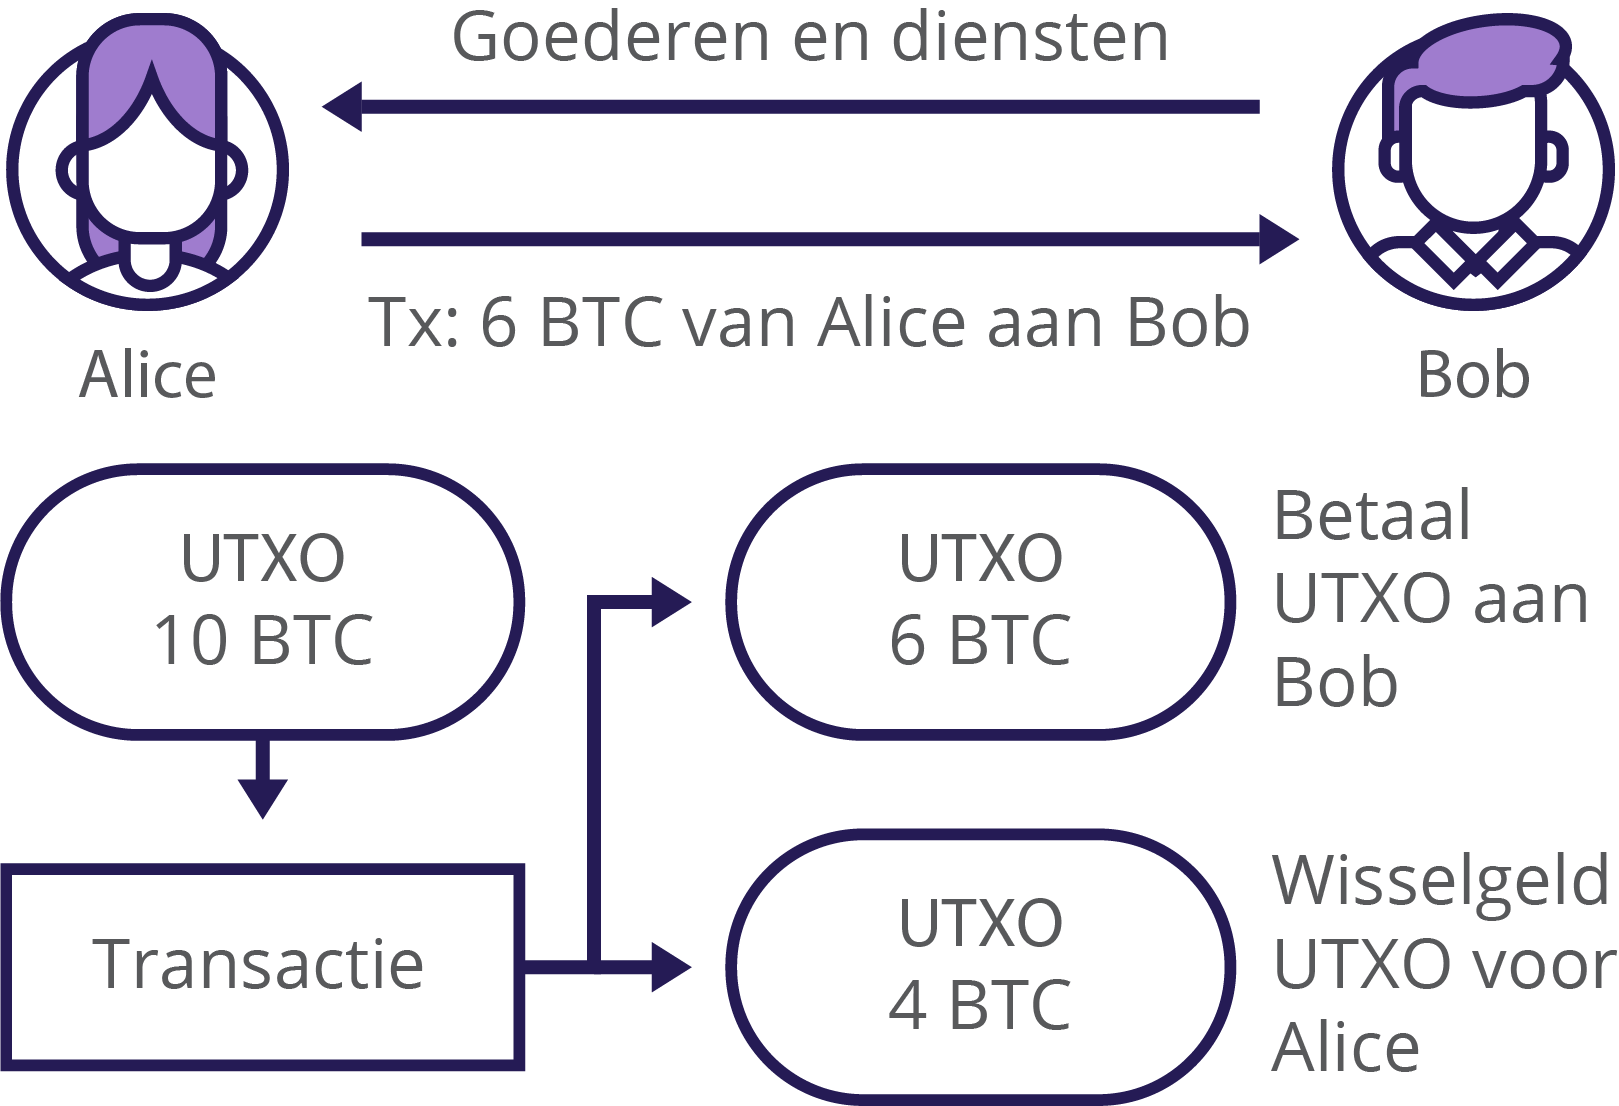 Goederen en diensten
Tx: 6 BTC van Alice aan Bob
Alice
Bob
UTXO
10 BTC
UTXO
6 BTC
Betaal
UTXO aan
Bob
Transactie
UTXO
4 BTC
Wisselgeld
UTXO voor
Alice